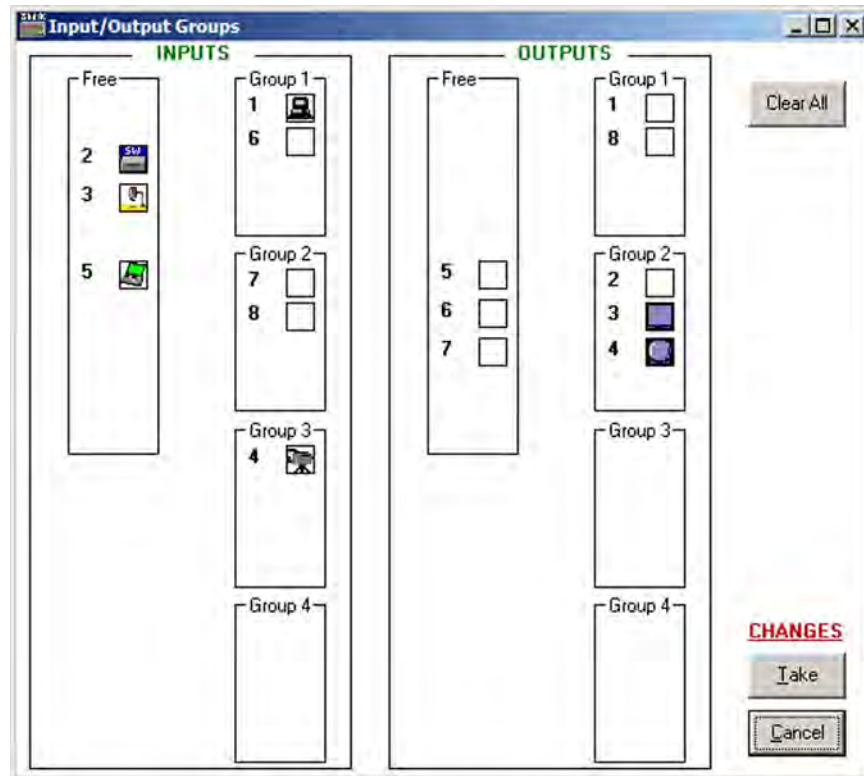 Input/Output Groups
INPUTS
Free
2
SW
3
5
Group 1
1
6
Group 2
7
8
Group 3
4
Group 4
OUTPUTS
Free
5
6
7
Group 1
1
8
Group 2
2
3
4
Group 3
Group 4
Clear All
CHANGES
Take
Cancel